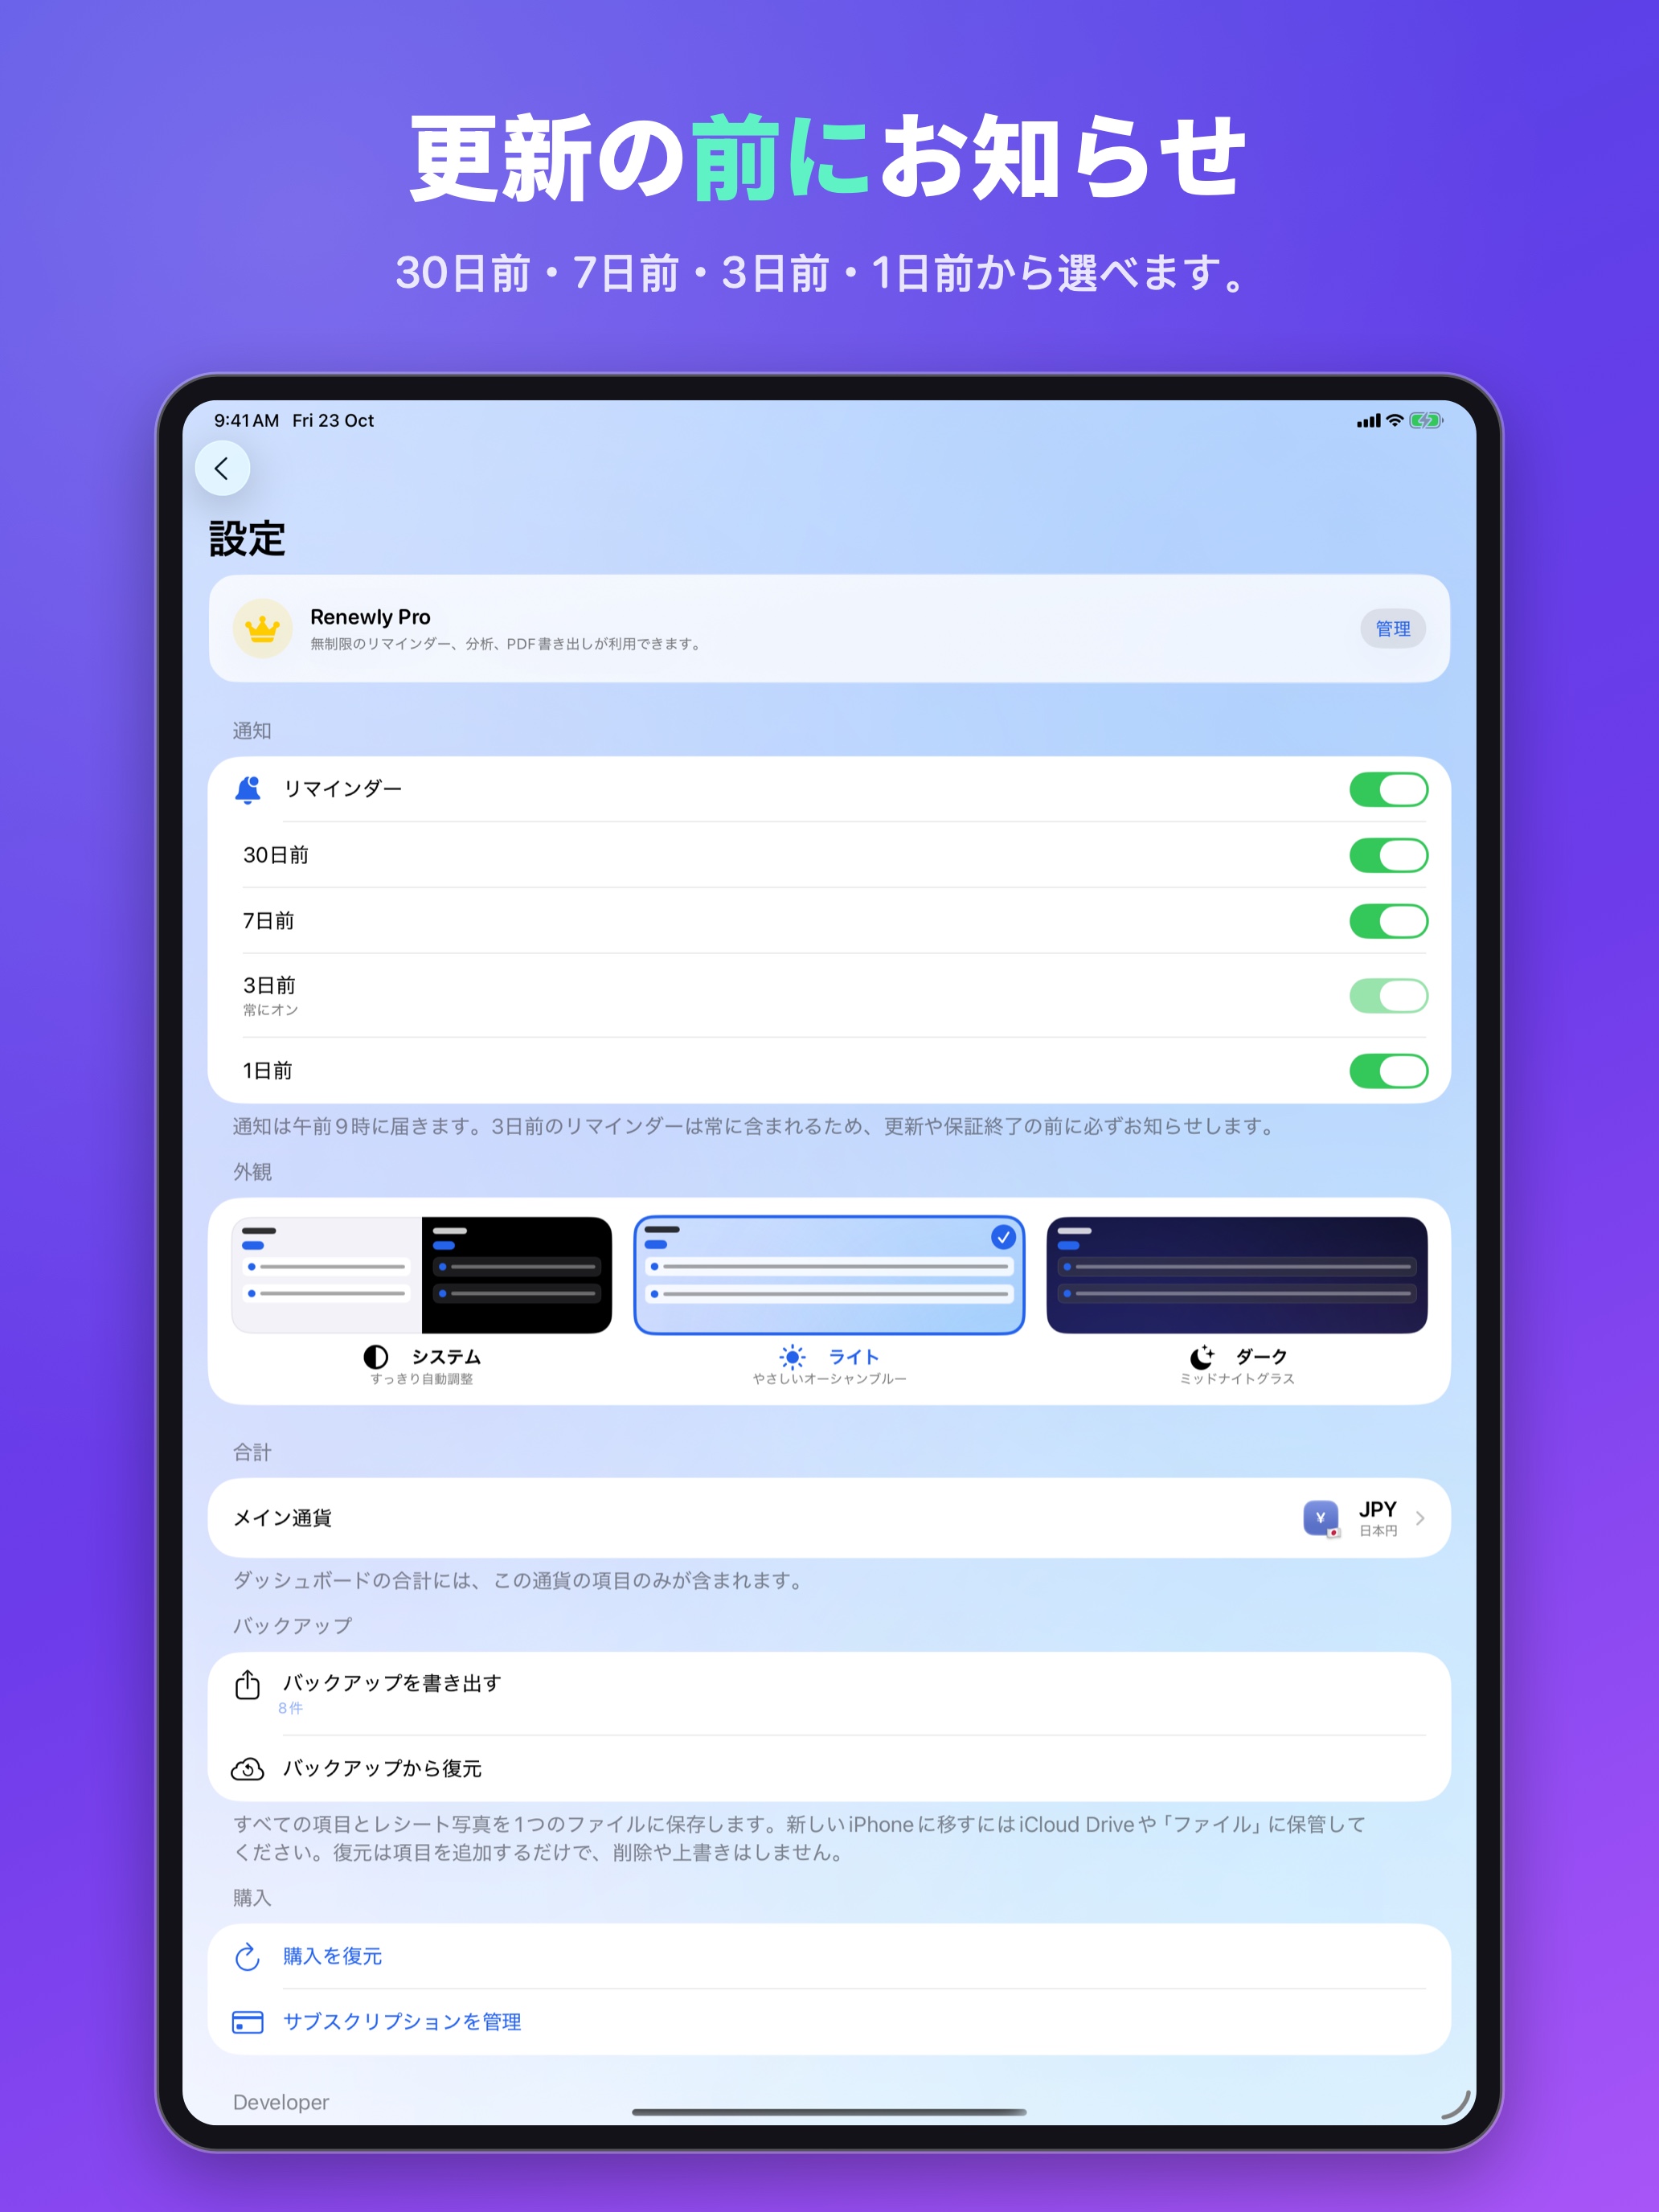 更新の前にお知らせ
30日前・7日前・3日前・1日前から選べます。
9:41 AM Fri 23 Oct
設定
Renewly Pro
無制限のリマインダー、分析、PDF書き出しが利用できます。
管理
通知
リマインダー
30日前
7日前
3日前
常にオン
1日前
通知は午前9時に届きます。3日前のリマインダーは常に含まれるため、更新や保証終了の前に必ずお知らせします。
外観
システム
すっきり自動調整
ライト
やさしいオーシャンブルー
ダーク
ミッドナイトグラス
合計
メイン通貨
¥
JPY
日本円
ダッシュボードの合計には、この通貨の項目のみが含まれます。
バックアップ
バックアップを書き出す
8件
バックアップから復元
すべての項目とレシート写真を1つのファイルに保存します。新しいiPhoneに移すにはiCloud Driveや「ファイル」に保管して
ください。復元は項目を追加するだけで、削除や上書きはしません。
購入
購入を復元
サブスクリプションを管理
Developer